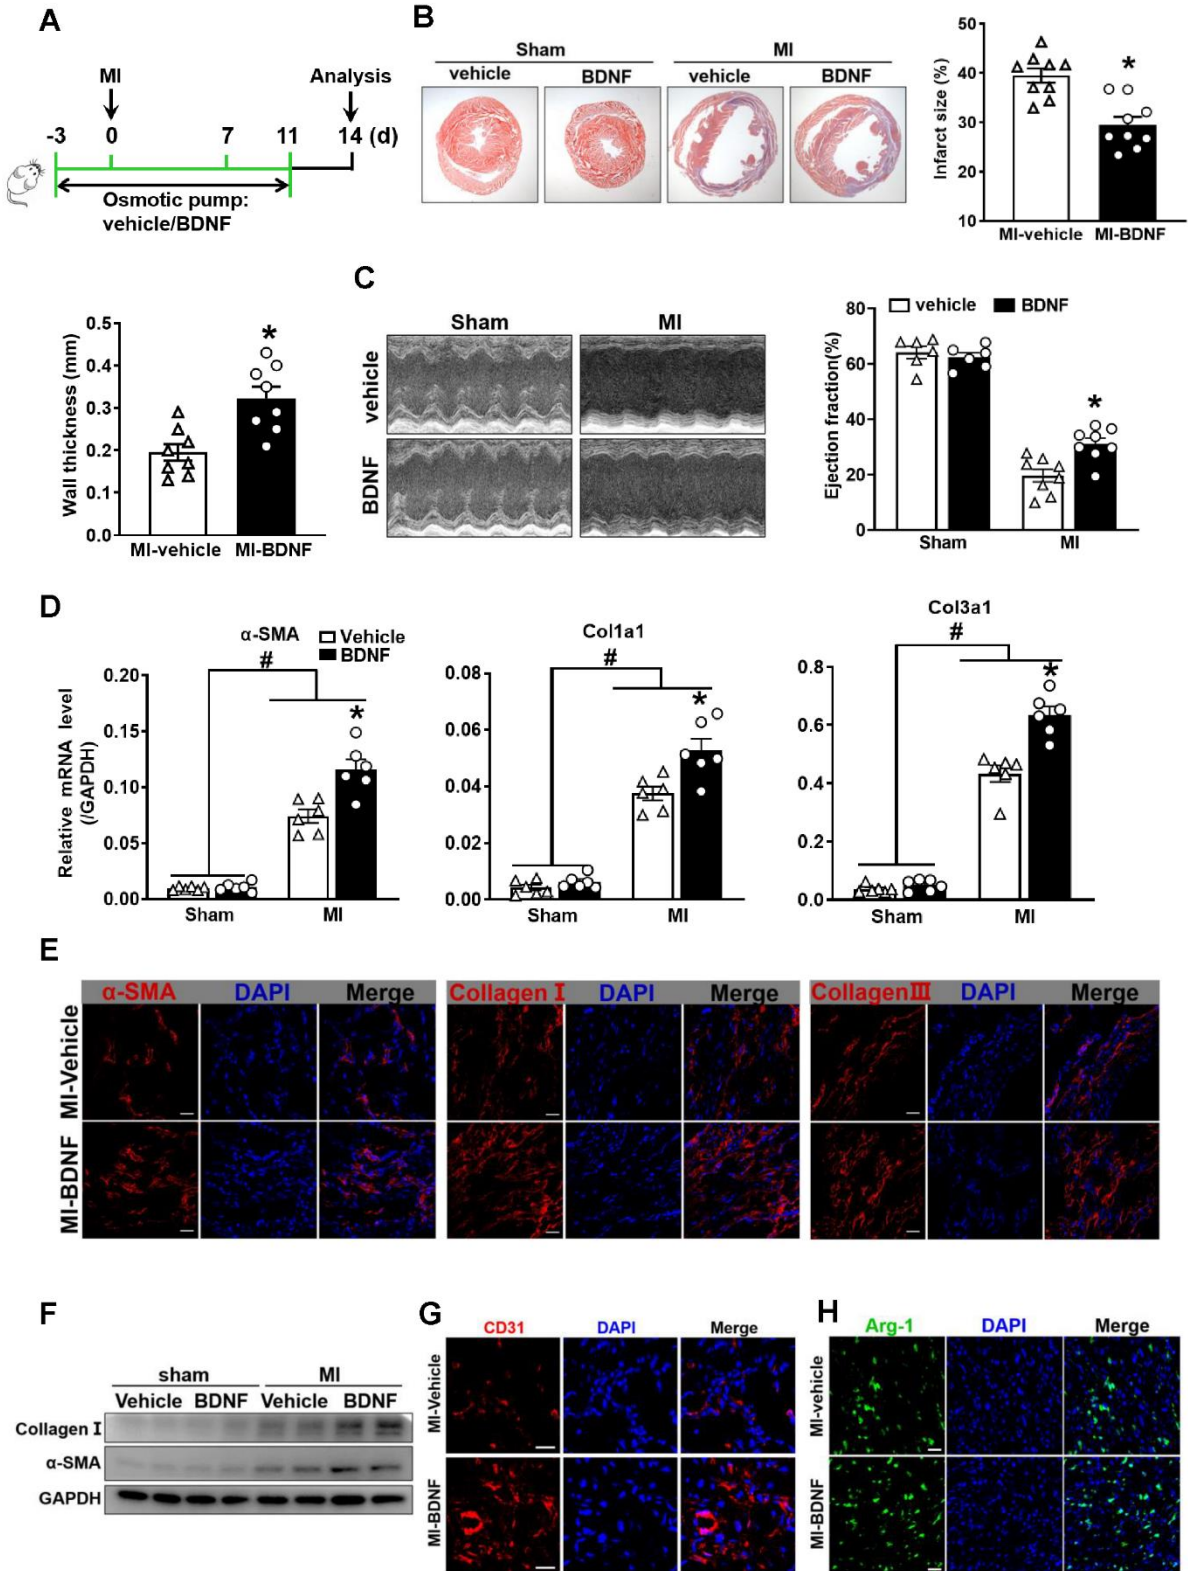 A
MI
Analysis
-3 0 7 11 14 (d)
Osmotic pump:
vehicle/BDNF
B
Sham MI
vehicle BDNF vehicle BDNF
Infarct size (%)
50
40
30
20
10
*
MI-vehicle MI-BDNF
Wall thickness (mm)
0.5
0.4
0.3
0.2
0.1
0.0
*
MI-vehicle MI-BDNF
C
Sham MI
vehicle
BDNF
vehicle BDNF
Ejection fraction(%)
80
60
40
20
0
*
Sham MI
D
α-SMA
Vehicle
BDNF
#
*
Relative mRNA level
(/GAPDH)
0.20
0.15
0.10
0.05
0.00
Sham MI
Col1a1
#
*
0.08
0.06
0.04
0.02
0.00
Sham MI
Col3a1
#
*
0.8
0.6
0.4
0.2
0.0
Sham MI
E
α-SMA DAPI Merge Collagen Ⅰ DAPI Merge Collagen Ⅲ DAPI Merge
MI-Vehicle
MI-BDNF
F
sham MI
Vehicle BDNF Vehicle BDNF
Collagen Ⅰ
α-SMA
GAPDH
G
CD31 DAPI Merge
MI-Vehicle
MI-BDNF
H
Arg-1 DAPI Merge
MI-vehicle
MI-BDNF